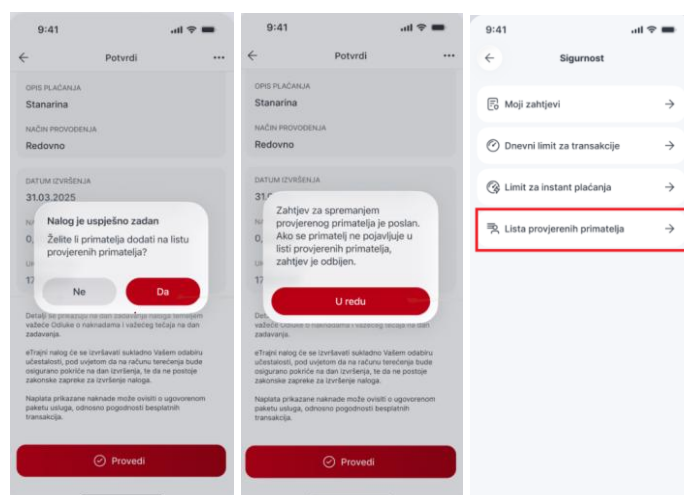 9:41
Potvrdi
OPIS PLAĆANJA
Stanarina
NAČIN PROVOĐENJA
Redovno
DATUM IZVRŠENJA
31.03.2025
Nalog je uspješno zadan
Želite li primatelja dodati na listu
provjerenih primatelja?
0,
17
Ne
Da
Detalji se prikazuju na dan zadavanja naloga temeljem
važeće Odluke o naknadama i važećeg tečaja na dan
zadavanja.
eTrajni nalog će se izvršavati sukladno Vašem odabiru
učestalosti, pod uvjetom da na računu terećenja bude
osigurano pokriće na dan izvršenja, te da ne postoje
zakonske zapreke za izvršenje naloga.
Naplata prikazane naknade može ovisiti o ugovorenom
paketu usluga, odnosno pogodnosti besplatnih
transakcija.
Provedi
9:41
Potvrdi
OPIS PLAĆANJA
Stanarina
NAČIN PROVOĐENJA
Redovno
DATUM IZVRŠENJA
31.
Zahtjev za spremanjem
provjerenog primatelja je poslan.
Ako se primatelj ne pojavljuje u
listi provjerenih primatelja,
zahtjev je odbijen.
0,
17
U redu
važeće Odluke o naknadama i važećeg tečaja na dan
zadavanja.
eTrajni nalog će se izvršavati sukladno Vašem odabiru
učestalosti, pod uvjetom da na računu terećenja bude
osigurano pokriće na dan izvršenja, te da ne postoje
zakonske zapreke za izvršenje naloga.
Naplata prikazane naknade može ovisiti o ugovorenom
paketu usluga, odnosno pogodnosti besplatnih
transakcija.
Provedi
9:41
Sigurnost
Moji zahtjevi
Dnevni limit za transakcije
Limit za instant plaćanja
Lista provjerenih primatelja